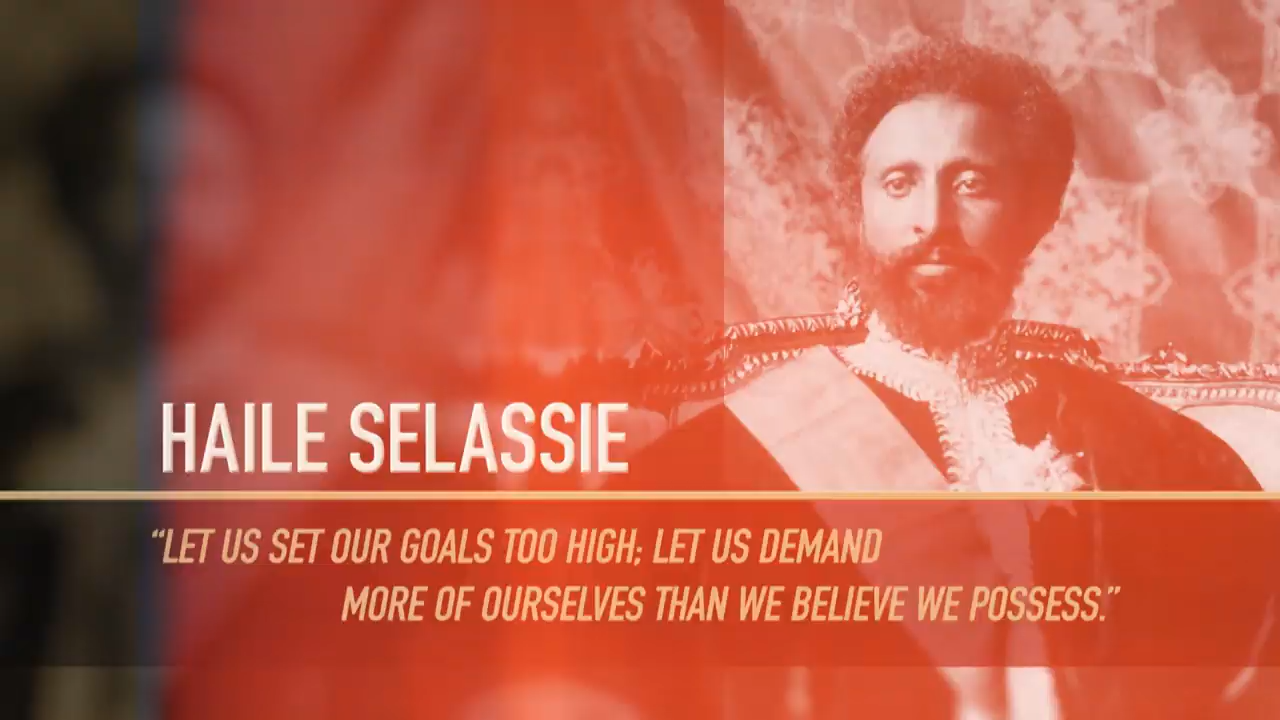 HAILE SELASSIE
“LET US SET OUR GOALS TOO HIGH; LET US DEMAND
MORE OF OURSELVES THAN WE BELIEVE WE POSSESS.”